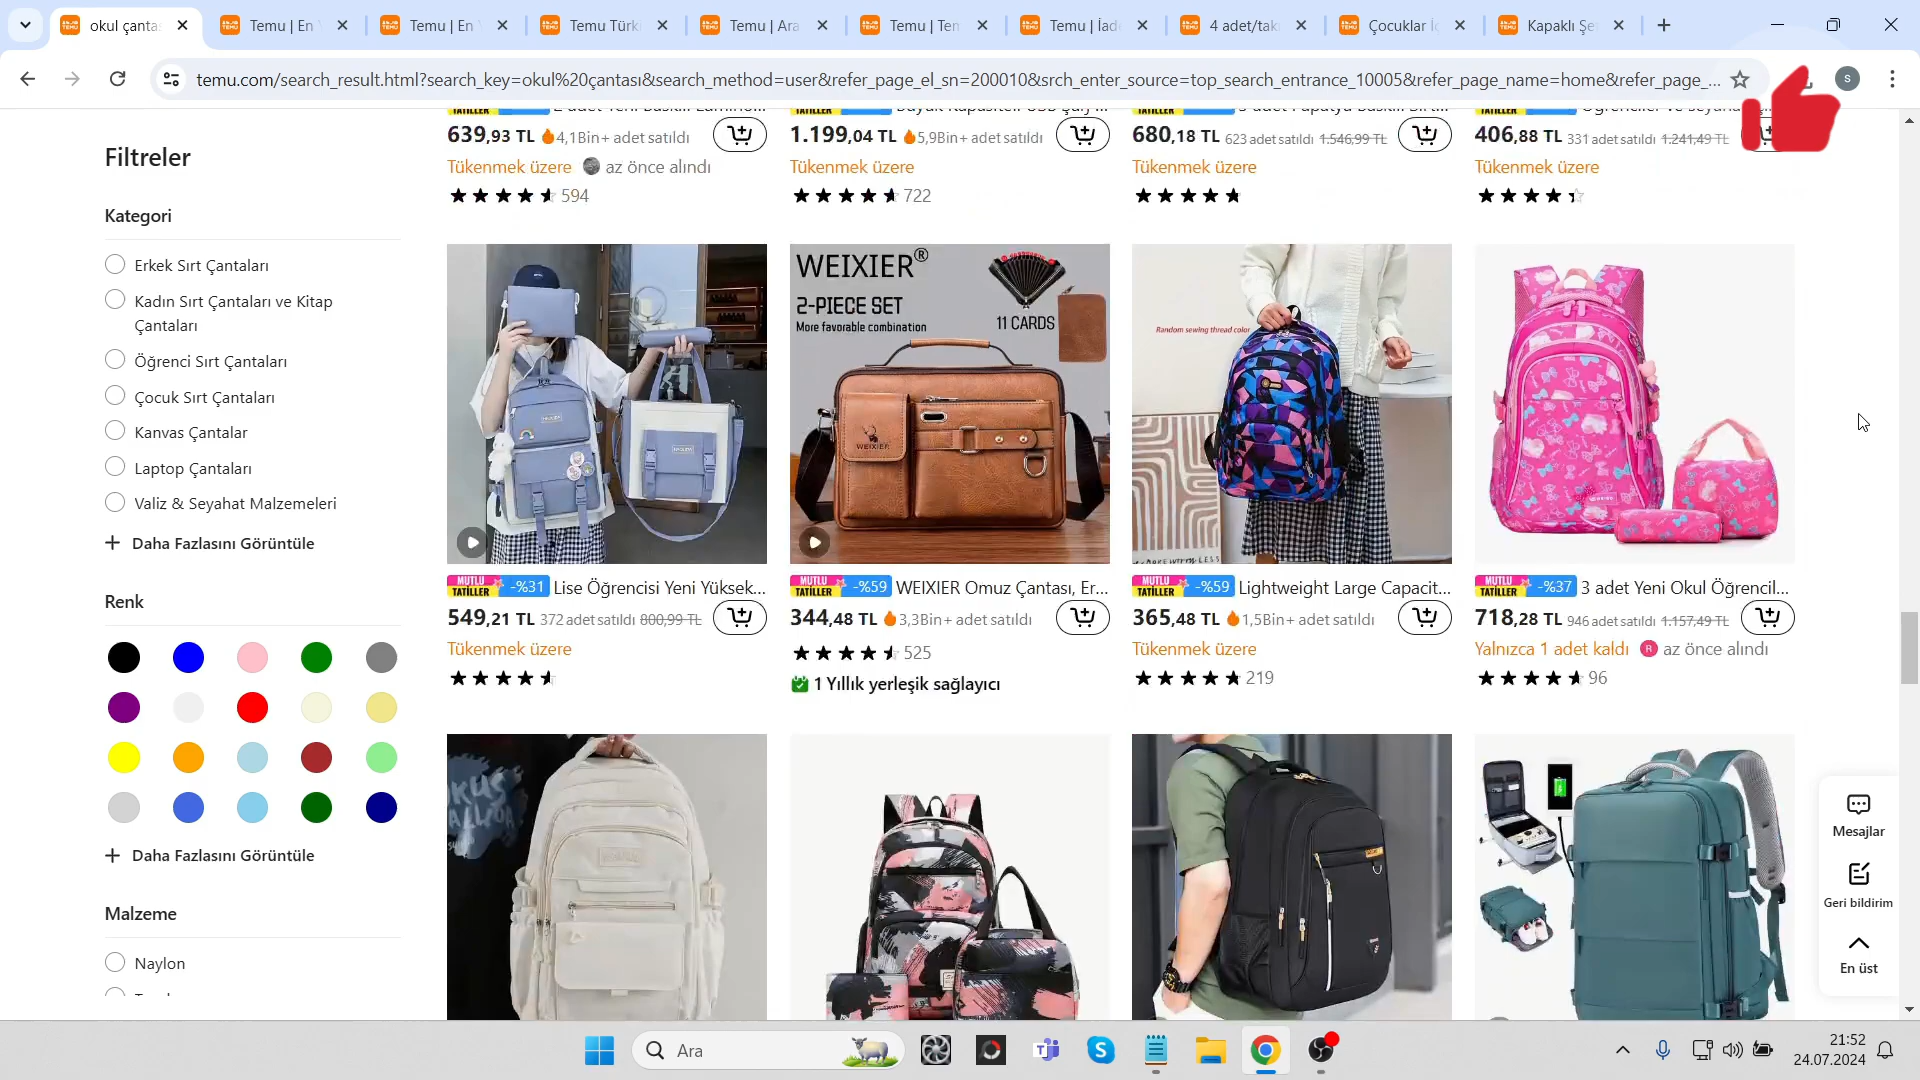 okul çanta
Temu | En
Temu | En
Temu Türk
Temu | Ara
Temu | Ten
Temu | İad
4 adet/tak
Çocuklar İç
Kapaklı Şe
temu.com/search_result.html?search_key=okul%20çantası&search_method=user&refer_page_el_sn=200010&srch_enter_source=top_search_entrance_10005&refer_page_name=home&refer_page_...
S
Filtreler
Kategori
Erkek Sırt Çantaları
Kadın Sırt Çantaları ve Kitap
Çantaları
Öğrenci Sırt Çantaları
Çocuk Sırt Çantaları
Kanvas Çantalar
Laptop Çantaları
Valiz & Seyahat Malzemeleri
+ Daha Fazlasını Görüntüle
Renk
+ Daha Fazlasını Görüntüle
Malzeme
Naylon
639,93 TL 4,1Bin+ adet satıldı
Tükenmek üzere az önce alındı
594
1.199,04 TL 5,9Bin+ adet satıldı
Tükenmek üzere
722
680,18 TL 623 adet satıldı 1.546,99 TL
Tükenmek üzere
406,88 TL 331 adet satıldı 1.241,49 TL
Tükenmek üzere
WEIXIER®
2-PIECE SET
More favorable combination
11 CARDS
WEIXIER
Random sewing thread color
MUTLU TATİLLER -%31 Lise Öğrencisi Yeni Yüksek...
549,21 TL 372 adet satıldı 800,99 TL
Tükenmek üzere
MUTLU TATİLLER -%59 WEIXIER Omuz Çantası, Er...
344,48 TL 3,3Bin+ adet satıldı
525
1 Yıllık yerleşik sağlayıcı
MUTLU TATİLLER -%59 Lightweight Large Capacit...
365,48 TL 1,5Bin+ adet satıldı
Tükenmek üzere
219
MUTLU TATİLLER -%37 3 adet Yeni Okul Öğrencil...
718,28 TL 946 adet satıldı 1.157,49 TL
Yalnızca 1 adet kaldı R az önce alındı
96
Mesajlar
Geri bildirim
En üst
Ara
21:52
24.07.2024